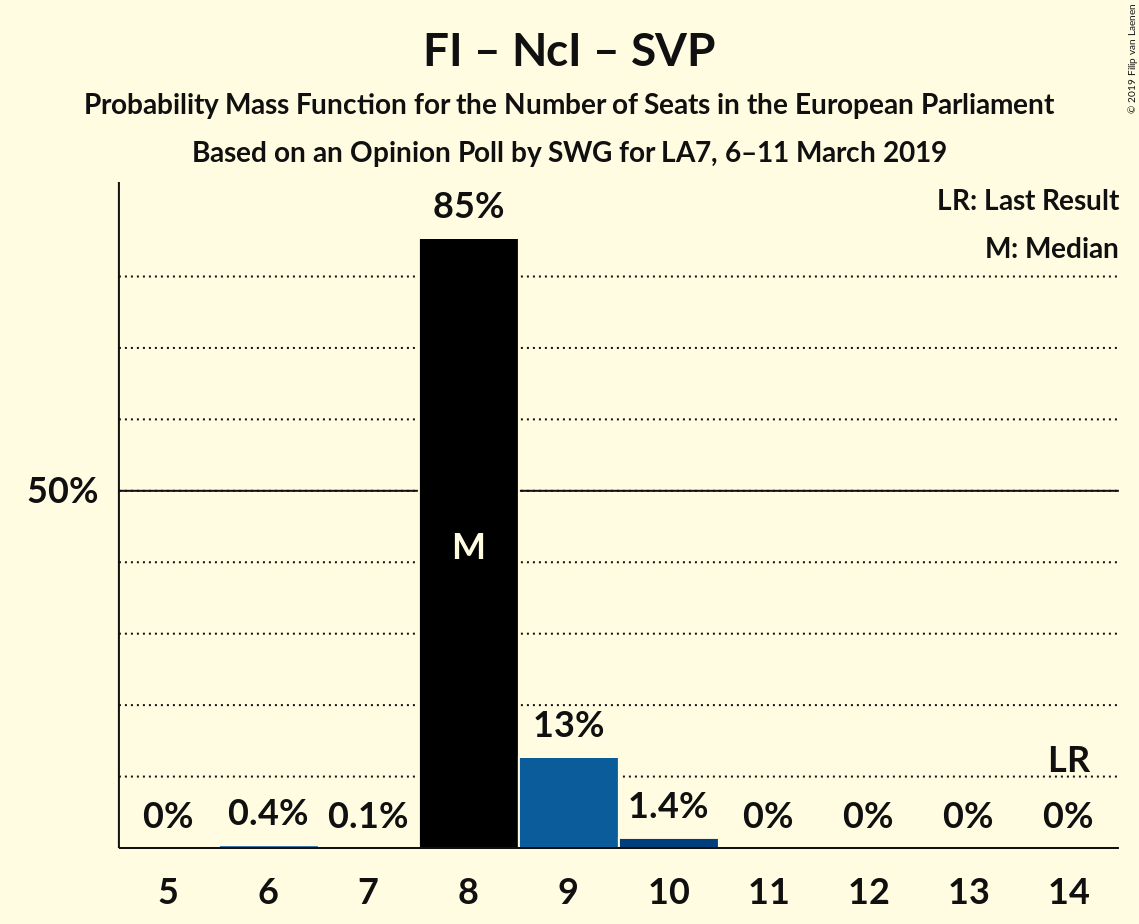 FI – NcI – SVP
Probability Mass Function for the Number of Seats in the European Parliament
Based on an Opinion Poll by SWG for LA7, 6–11 March 2019
© 2019 Filip van Laenen
LR: Last Result
M: Median
85%
50%
M
13%
LR
0% 0.4% 0.1% 1.4% 0% 0% 0% 0%
5 6 7 8 9 10 11 12 13 14